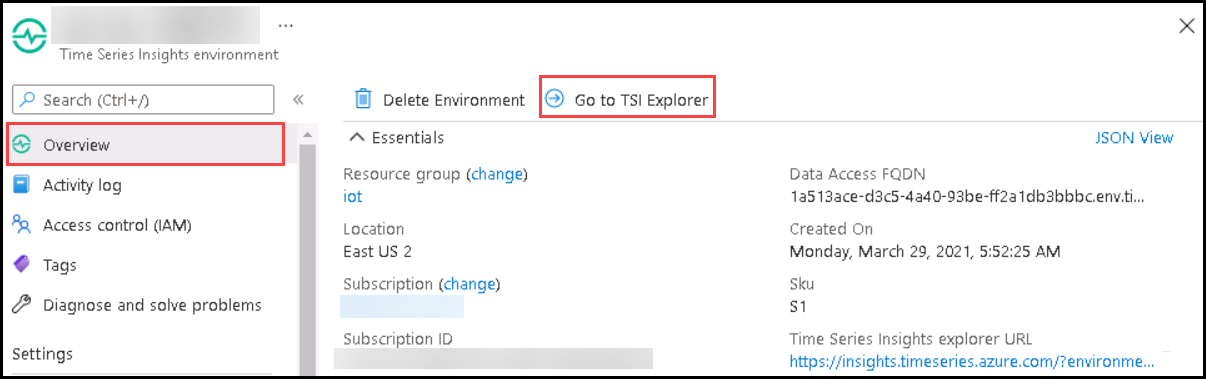 ...
Time Series Insights environment
Search (Ctrl+/)
«
Overview
Activity log
Access control (IAM)
Tags
Diagnose and solve problems
Settings
Delete Environment
Go to TSI Explorer
Essentials
JSON View
Resource group (change)
iot
Location
East US 2
Subscription (change)
Subscription ID
Data Access FQDN
1a513ace-d3c5-4a40-93be-ff2a1db3bbbc.env.ti...
Created On
Monday, March 29, 2021, 5:52:25 AM
Sku
S1
Time Series Insights explorer URL
https://insights.timeseries.azure.com/?environme...